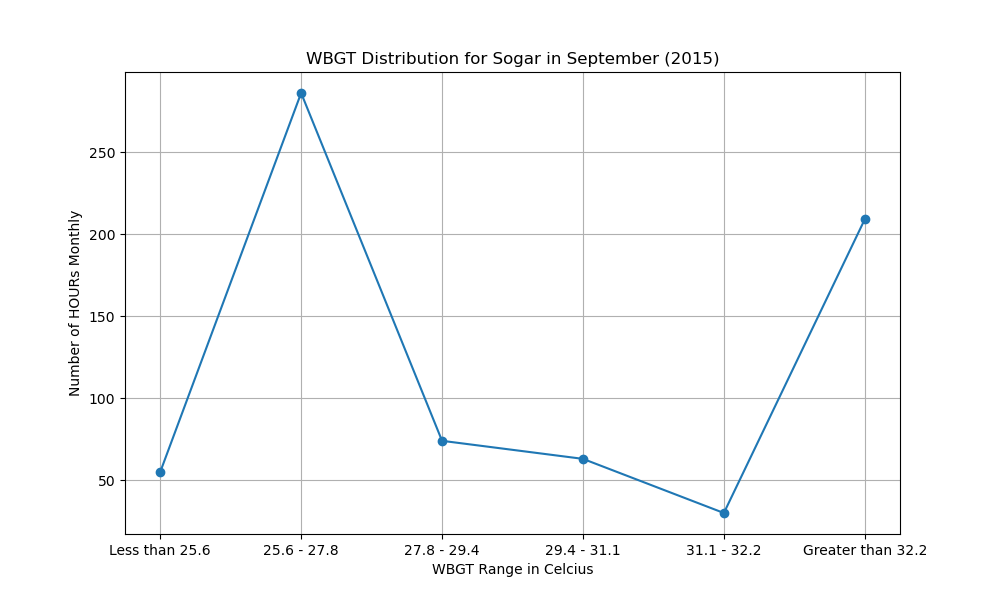 WBGT Distribution for Sogar in September (2015)
Number of HOURs Monthly
250
200
150
100
50
Less than 25.6
25.6 - 27.8
27.8 - 29.4
29.4 - 31.1
31.1 - 32.2
Greater than 32.2
WBGT Range in Celcius